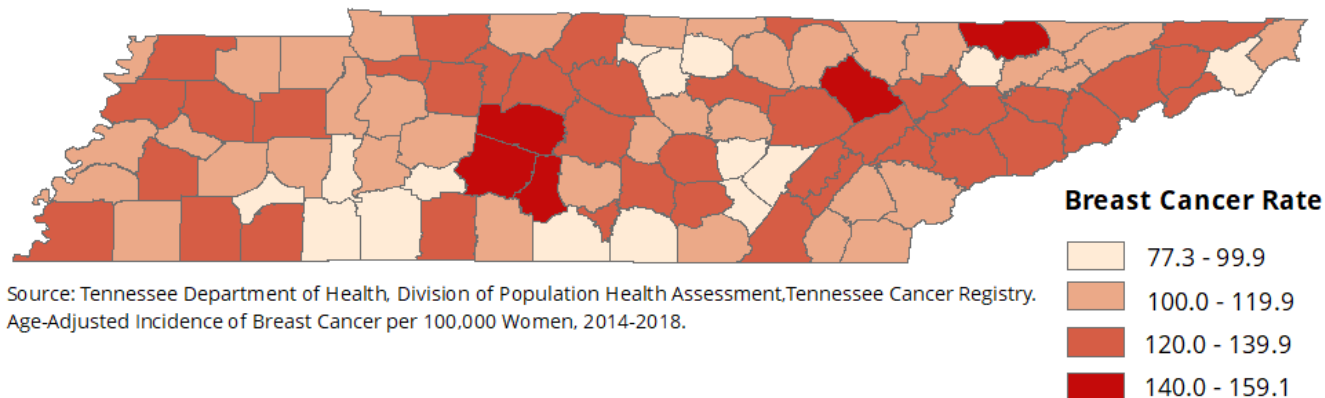 Breast Cancer Rate
77.3 - 99.9
100.0 - 119.9
120.0 - 139.9
140.0 - 159.1
Source: Tennessee Department of Health, Division of Population Health Assessment,Tennessee Cancer Registry.
Age-Adjusted Incidence of Breast Cancer per 100,000 Women, 2014-2018.